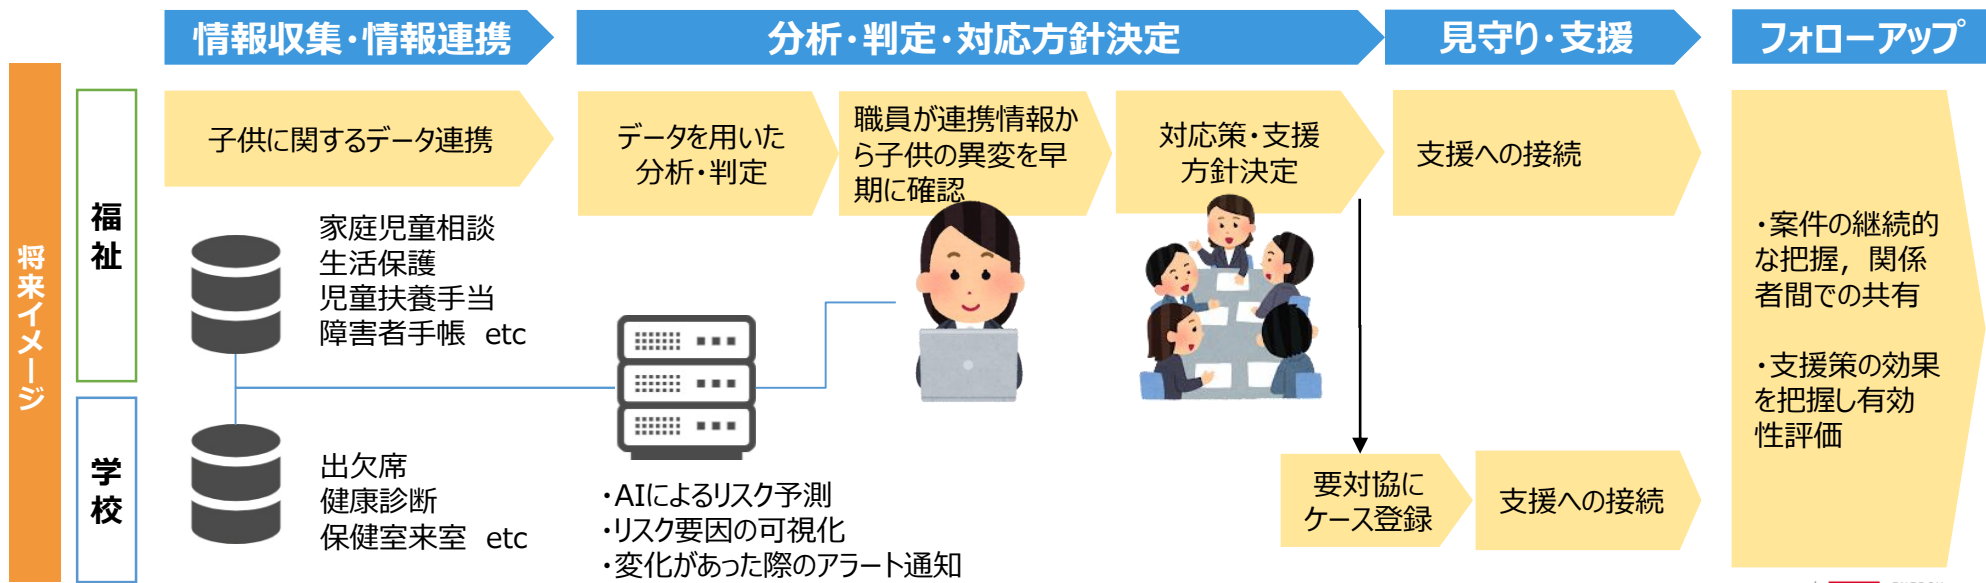 情報収集・情報連携
分析・判定・対応方針決定
見守り・支援
フォローアップ
将来イメージ
福祉
学校
子供に関するデータ連携
データを用いた
分析・判定
職員が連携情報か
ら子供の異変を早
期に確認
対応策・支援
方針決定
支援への接続
家庭児童相談
生活保護
児童扶養手当
障害者手帳 etc
出欠席
健康診断
保健室来室 etc
・AIによるリスク予測
・リスク要因の可視化
・変化があった際のアラート通知
要対協に
ケース登録
支援への接続
・案件の継続的
な把握，関係
者間での共有
・支援策の効果
を把握し有効
性評価